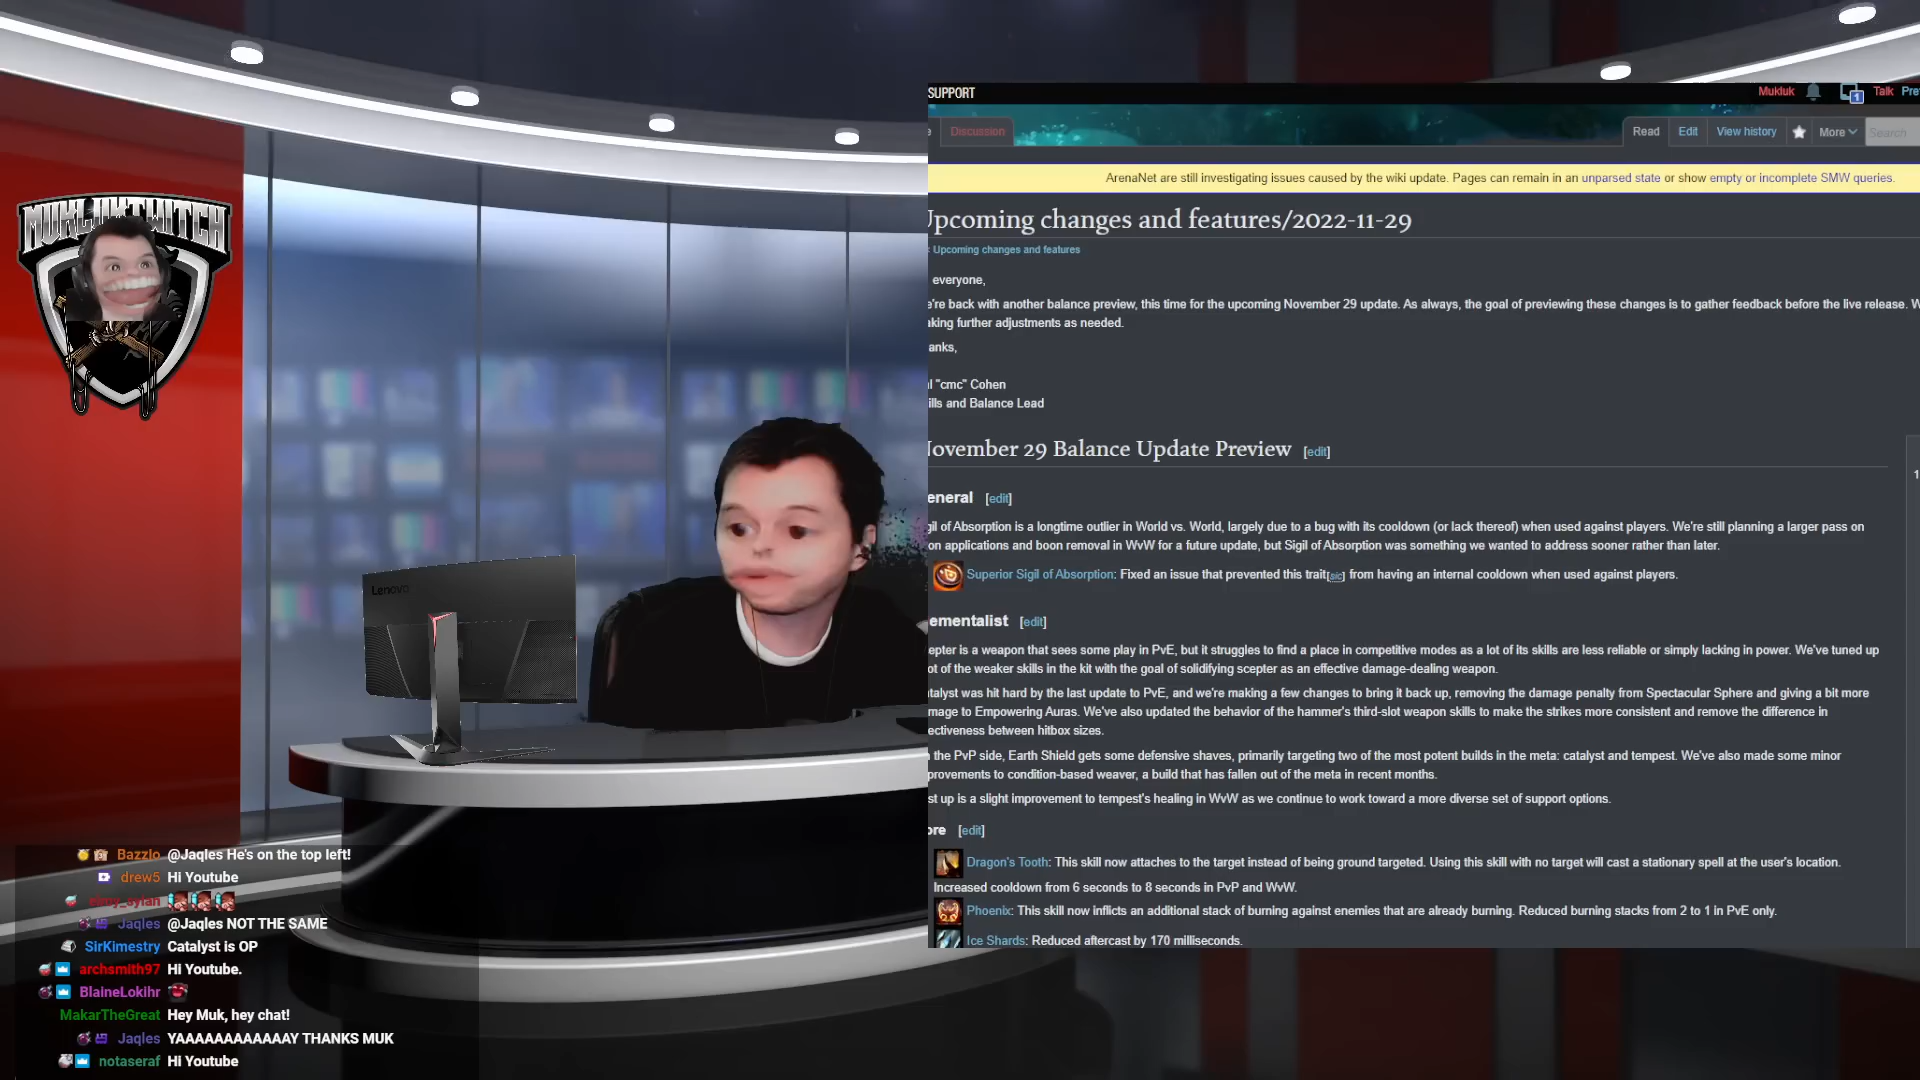 MUKLUKTWITCH
Lenovo
SUPPORT
Mukluk
1
Talk
Discussion
Read
Edit
View history
More
Search
ArenaNet are still investigating issues caused by the wiki update. Pages can remain in an unparsed state or show empty or incomplete SMW queries.
Upcoming changes and features/2022-11-29
: Upcoming changes and features
everyone,
're back with another balance preview, this time for the upcoming November 29 update. As always, the goal of previewing these changes is to gather feedback before the live release. W
aking further adjustments as needed.
anks,
al "cmc" Cohen
ills and Balance Lead
November 29 Balance Update Preview [edit]
eneral [edit]
gil of Absorption is a longtime outlier in World vs. World, largely due to a bug with its cooldown (or lack thereof) when used against players. We're still planning a larger pass on
on applications and boon removal in WvW for a future update, but Sigil of Absorption was something we wanted to address sooner rather than later.
Superior Sigil of Absorption: Fixed an issue that prevented this trait[sic] from having an internal cooldown when used against players.
ementalist [edit]
epter is a weapon that sees some play in PvE, but it struggles to find a place in competitive modes as a lot of its skills are less reliable or simply lacking in power. We've tuned up
ot of the weaker skills in the kit with the goal of solidifying scepter as an effective damage-dealing weapon.
atalyst was hit hard by the last update to PvE, and we're making a few changes to bring it back up, removing the damage penalty from Spectacular Sphere and giving a bit more
mage to Empowering Auras. We've also updated the behavior of the hammer's third-slot weapon skills to make the strikes more consistent and remove the difference in
ectiveness between hitbox sizes.
n the PvP side, Earth Shield gets some defensive shaves, primarily targeting two of the most potent builds in the meta: catalyst and tempest. We've also made some minor
provements to condition-based weaver, a build that has fallen out of the meta in recent months.
st up is a slight improvement to tempest's healing in WvW as we continue to work toward a more diverse set of support options.
ore [edit]
Dragon's Tooth: This skill now attaches to the target instead of being ground targeted. Using this skill with no target will cast a stationary spell at the user's location.
Increased cooldown from 6 seconds to 8 seconds in PvP and WvW.
Phoenix: This skill now inflicts an additional stack of burning against enemies that are already burning. Reduced burning stacks from 2 to 1 in PvE only.
Ice Shards: Reduced aftercast by 170 milliseconds.
Bazzlo @Jaqles He's on the top left!
drew5 Hi Youtube
Jaqles @Jaqles NOT THE SAME
SirKimestry Catalyst is OP
archsmith97 Hi Youtube.
BlaineLokihr
MakarTheGreat Hey Muk, hey chat!
Jaqles YAAAAAAAAAAAAY THANKS MUK
notaseraf Hi Youtube